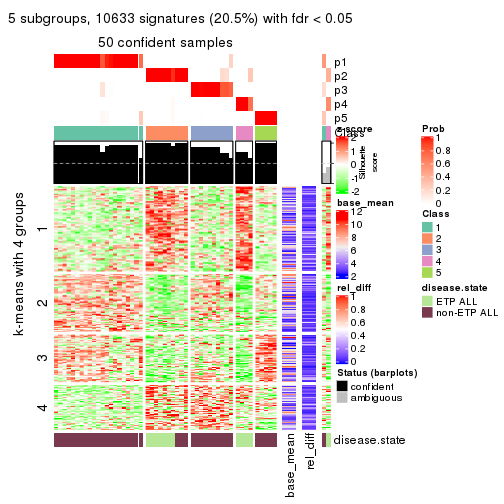 5 subgroups, 10633 signatures (20.5%) with fdr < 0.05
50 confident samples
p1
p2
p3
p4
p5
Class
Silhouette
score
k-means with 4 groups
1
2
3
4
base_mean
rel_diff
disease.state
z-score
2
1
0
-1
-2
base_mean
12
10
8
6
4
2
rel_diff
1
0.8
0.6
0.4
0.2
0
Status (barplots)
confident
ambiguous
Prob
1
0.8
0.6
0.4
0.2
0
Class
1
2
3
4
5
disease.state
ETP ALL
non-ETP ALL